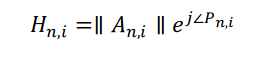 H_{n,i} =∥ A_{n,i} ∥ e^{j∠P_{n,i}}